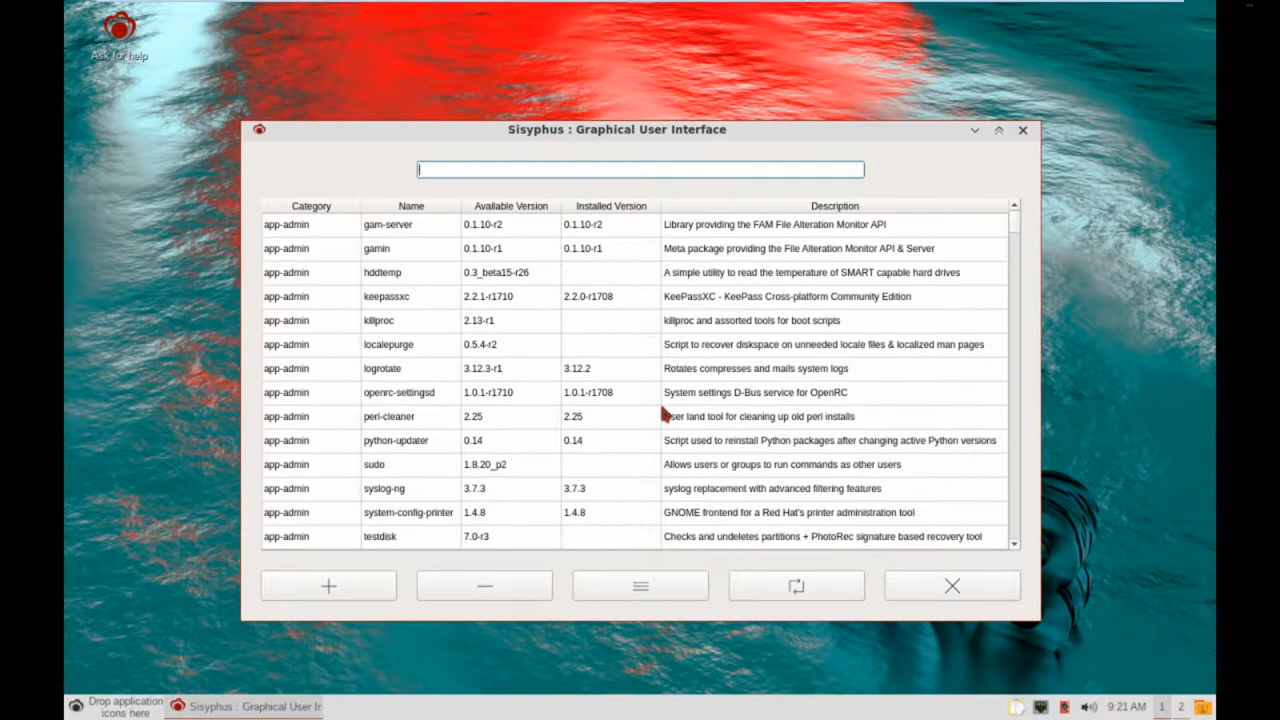 Ask for help
Sisyphus : Graphical User Interface
Category Name Available Version Installed Version Description
app-admin gam-server 0.1.10-r2 0.1.10-r2 Library providing the FAM File Alteration Monitor API
app-admin gamin 0.1.10-r1 0.1.10-r1 Meta package providing the File Alteration Monitor API & Server
app-admin hddtemp 0.3_beta15-r26 A simple utility to read the temperature of SMART capable hard drives
app-admin keepassxc 2.2.1-r1710 2.2.0-r1708 KeePassXC - KeePass Cross-platform Community Edition
app-admin killproc 2.13-r1 killproc and assorted tools for boot scripts
app-admin localepurge 0.5.4-r2 Script to recover diskspace on unneeded locale files & localized man pages
app-admin logrotate 3.12.3-r1 3.12.2 Rotates compresses and mails system logs
app-admin openrc-settingsd 1.0.1-r1710 1.0.1-r1708 System settings D-Bus service for OpenRC
app-admin perl-cleaner 2.25 2.25 User land tool for cleaning up old perl installs
app-admin python-updater 0.14 0.14 Script used to reinstall Python packages after changing active Python versions
app-admin sudo 1.8.20_p2 Allows users or groups to run commands as other users
app-admin syslog-ng 3.7.3 3.7.3 syslog replacement with advanced filtering features
app-admin system-config-printer 1.4.8 1.4.8 GNOME frontend for a Red Hat's printer administration tool
app-admin testdisk 7.0-r3 Checks and undeletes partitions + PhotoRec signature based recovery tool
Drop application
icons here
Sisyphus : Graphical User Ir
9:21 AM 1 2